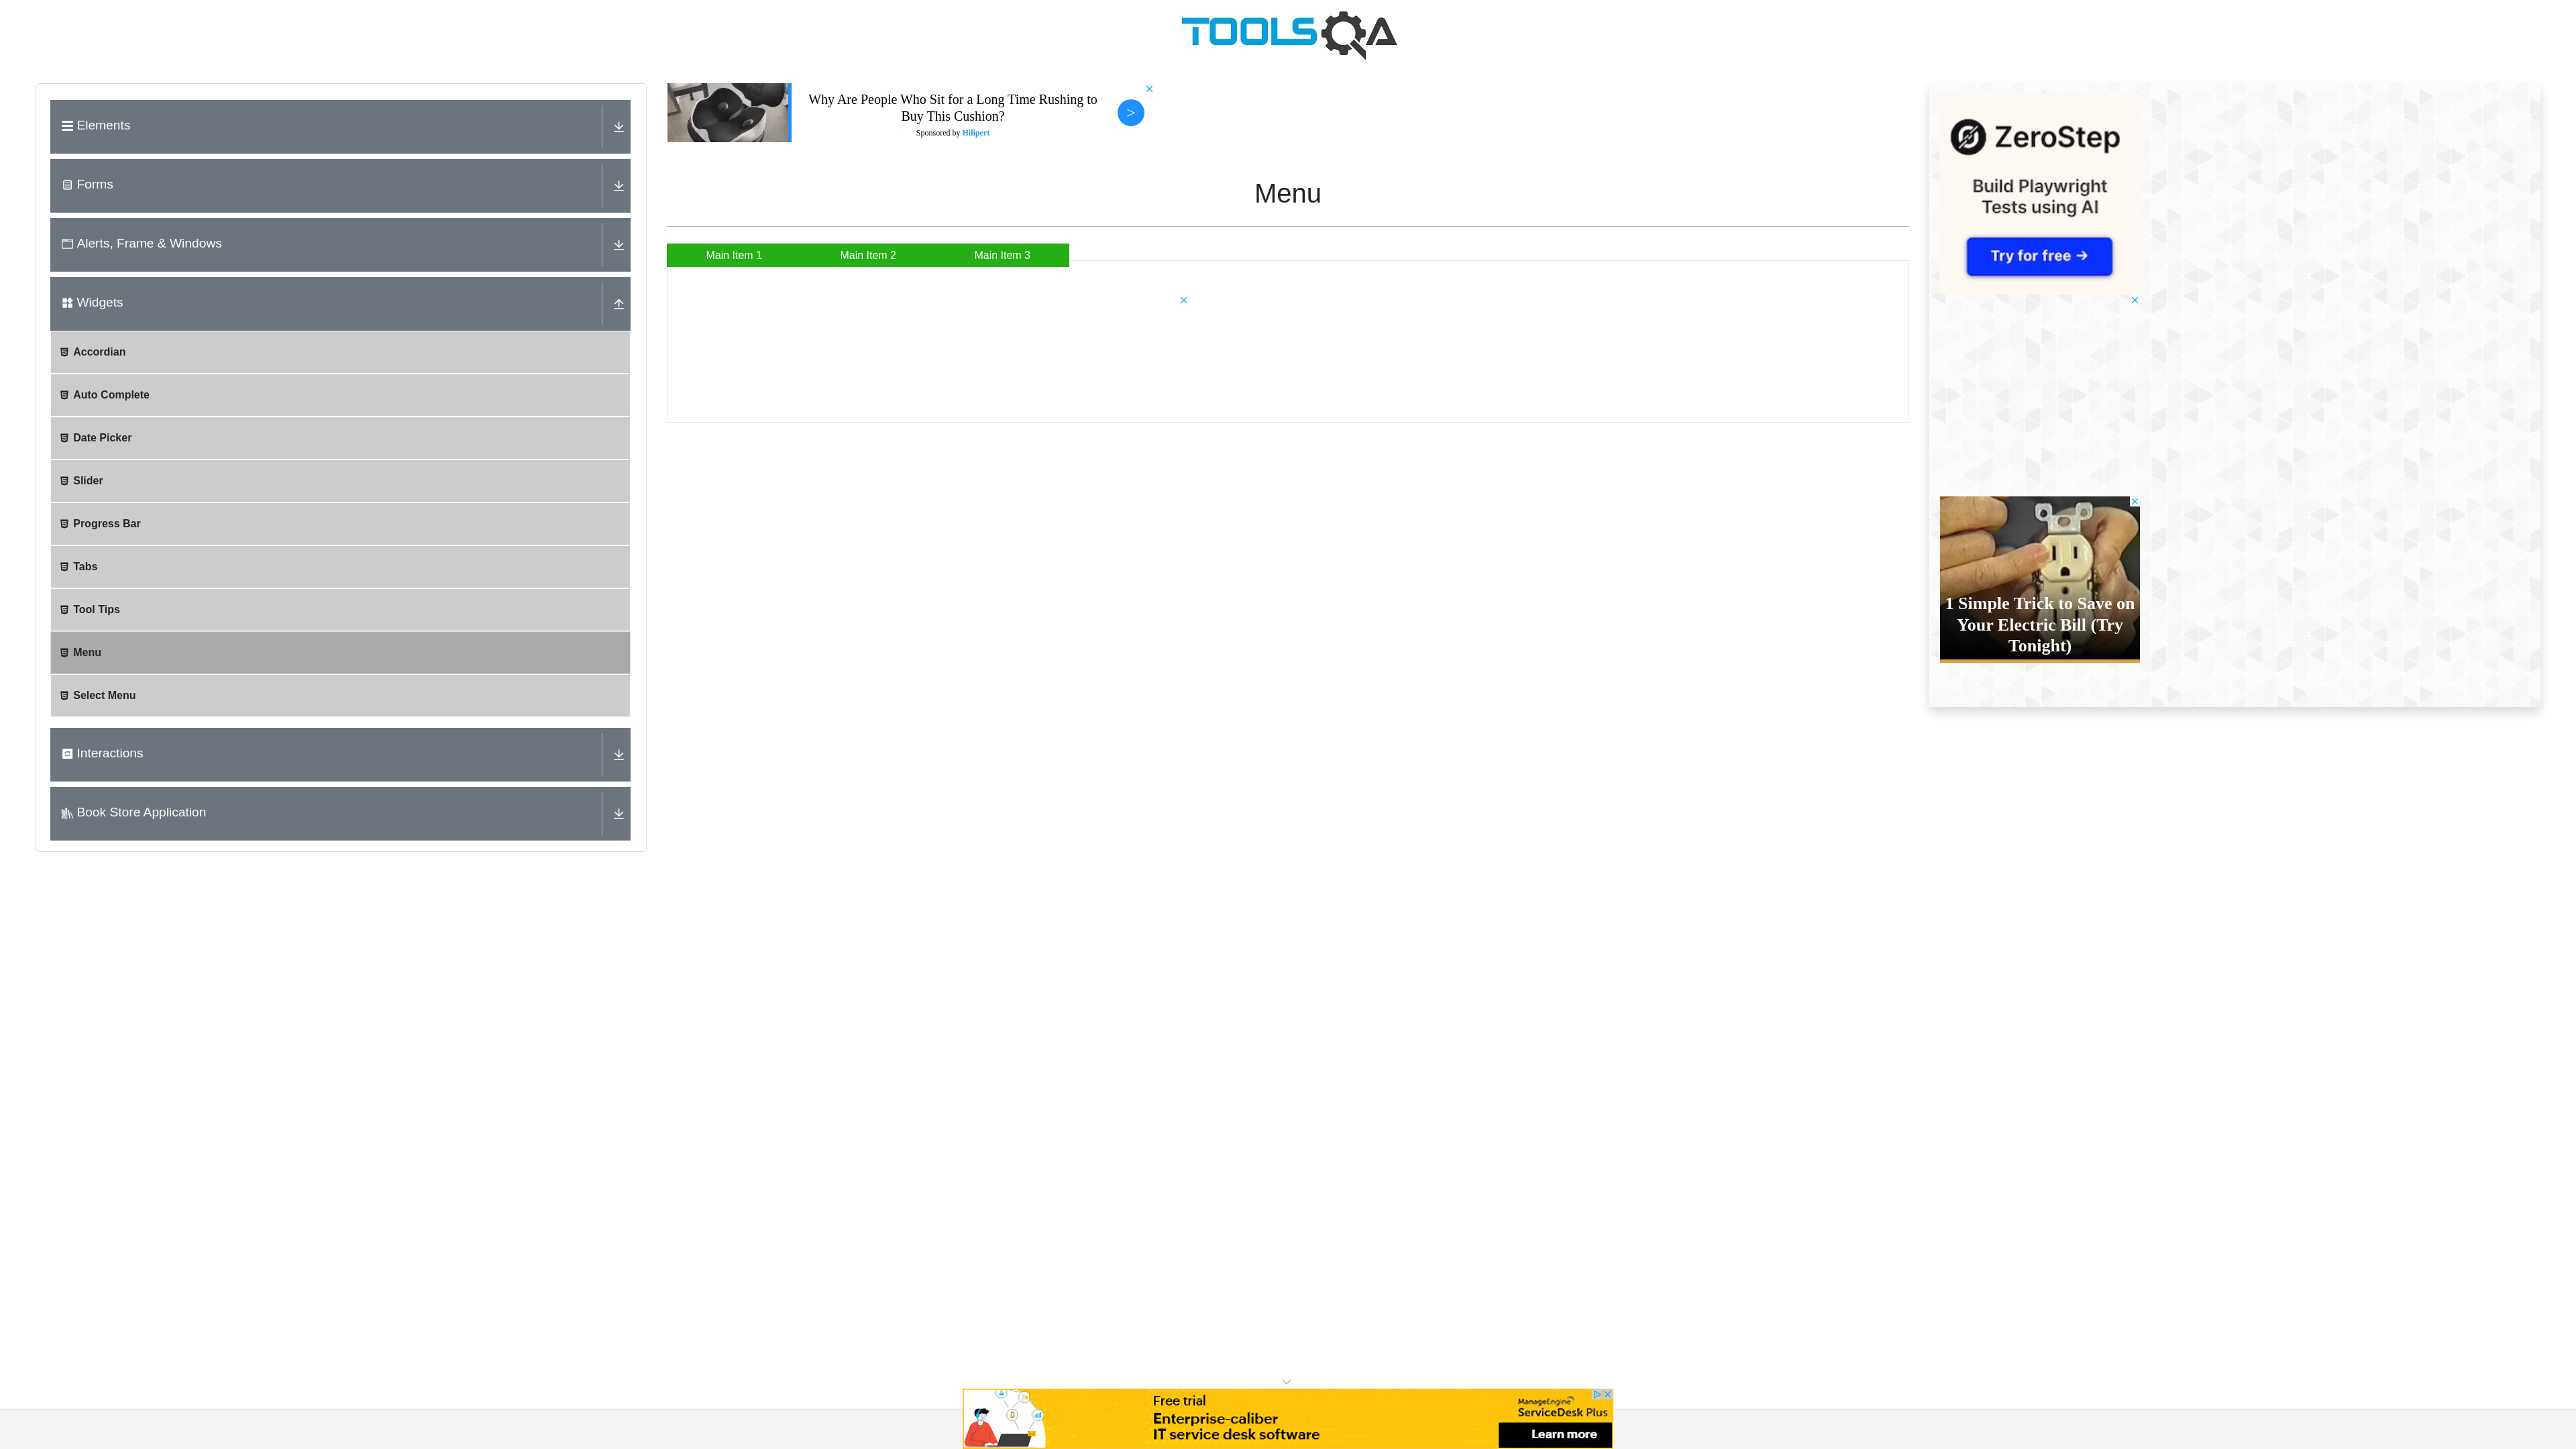 TOOLSQA
Elements
Forms
Alerts, Frame & Windows
Widgets
Accordian
Auto Complete
Date Picker
Slider
Progress Bar
Tabs
Tool Tips
Menu
Select Menu
Interactions
Book Store Application
Why Are People Who Sit for a Long Time Rushing to
Buy This Cushion?
Sponsored by Hilipert
>
Menu
Main Item 1
Main Item 2
Main Item 3
ZeroStep
Build Playwright
Tests using AI
Try for free →
1 Simple Trick to Save on
Your Electric Bill (Try
Tonight)
Free trial
Enterprise-caliber
IT service desk software
ManageEngine
ServiceDesk Plus
Learn more